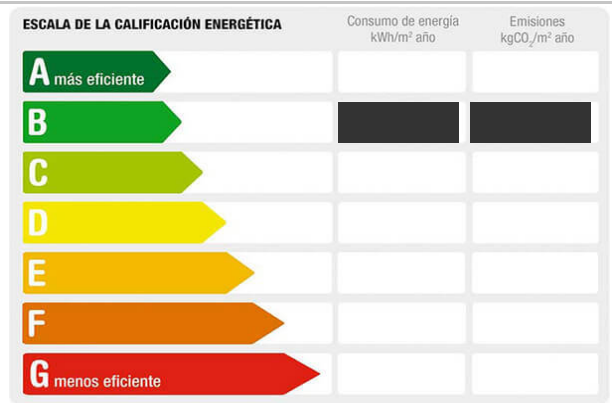 ESCALA DE LA CALIFICACIÓN ENERGÉTICA
Consumo de energía
kWh/m² año
Emisiones
kgCO₂/m² año
A más eficiente
B
C
D
E
F
G menos eficiente